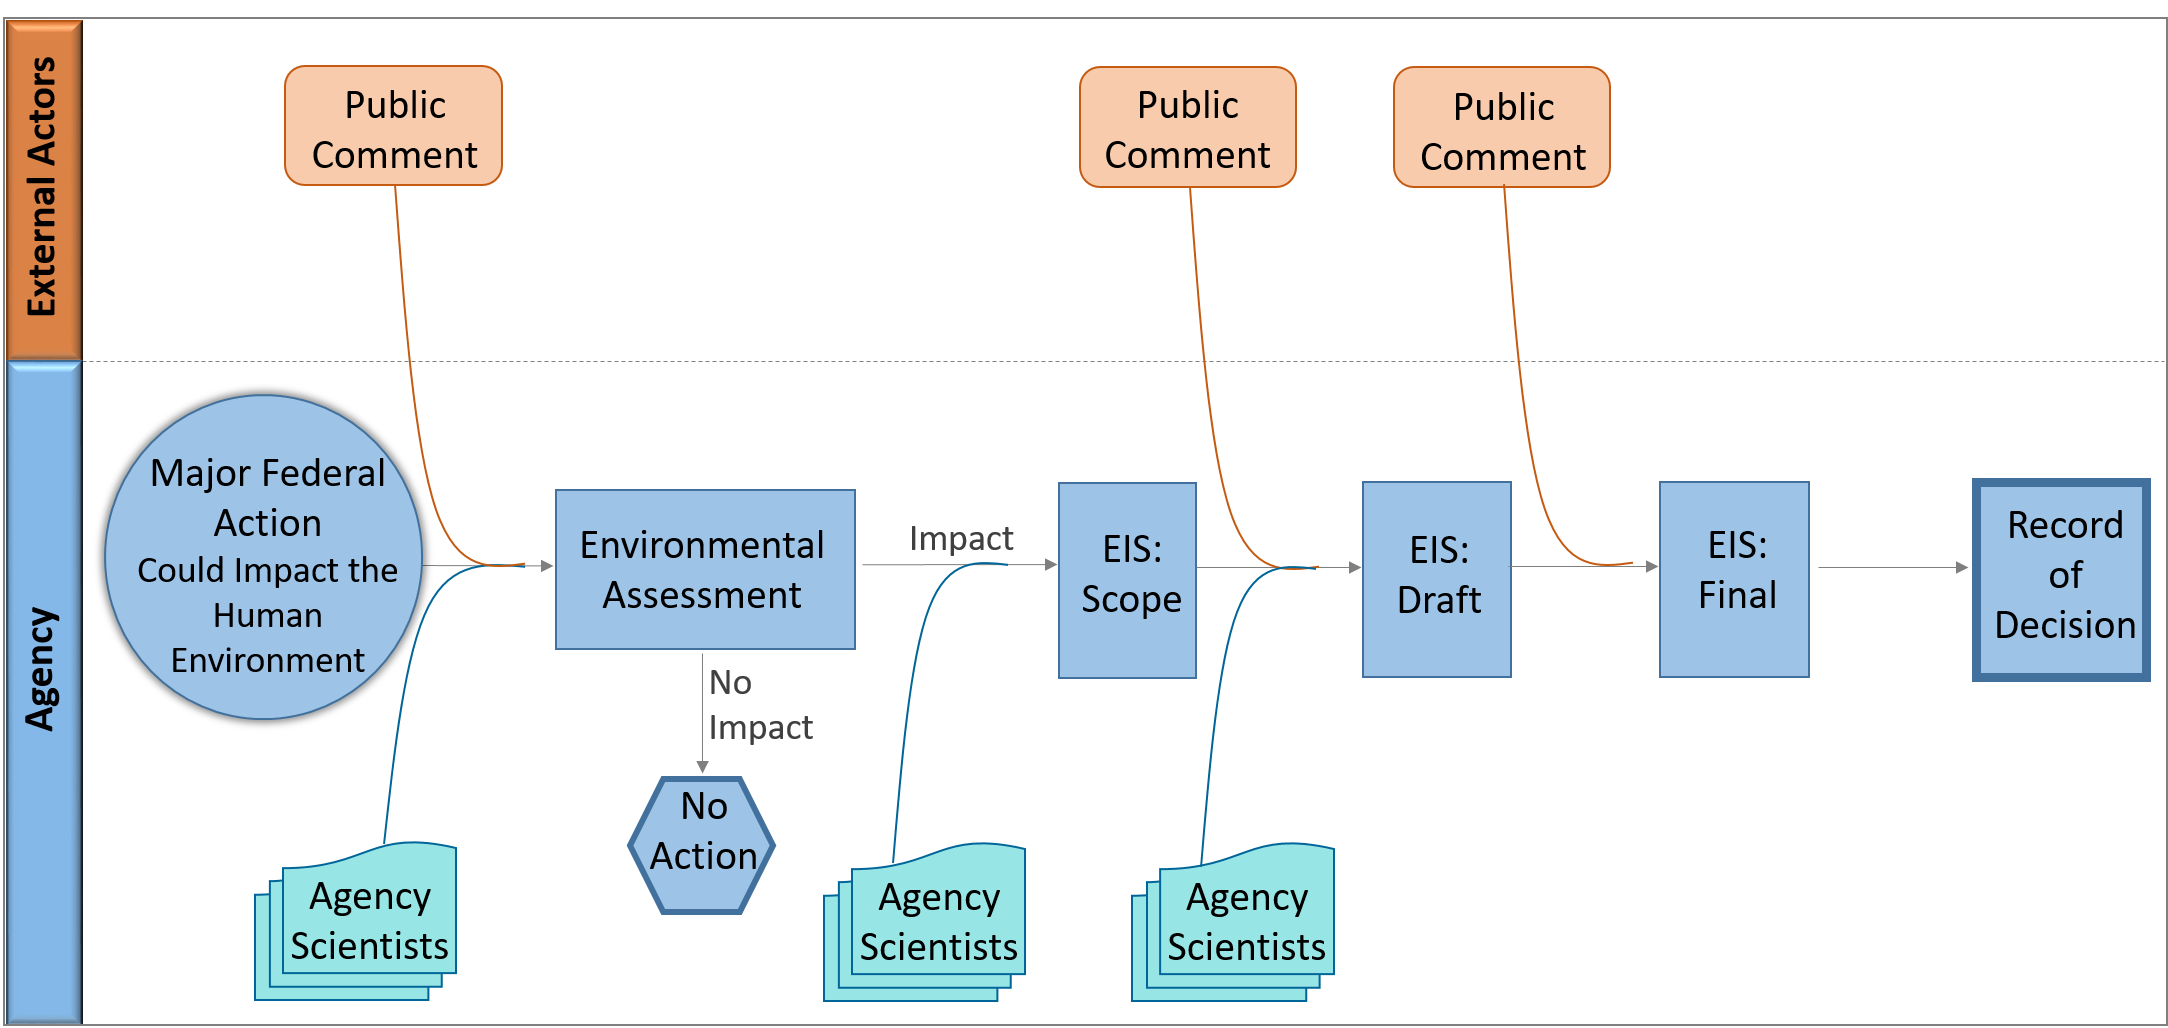 External Actors
Public
Comment
Public
Comment
Public
Comment
Agency
Major Federal
Action
Could Impact the
Human
Environment
Environmental
Assessment
Impact
EIS:
Scope
EIS:
Draft
EIS:
Final
Record
of
Decision
No
Impact
No
Action
Agency
Scientists
Agency
Scientists
Agency
Scientists